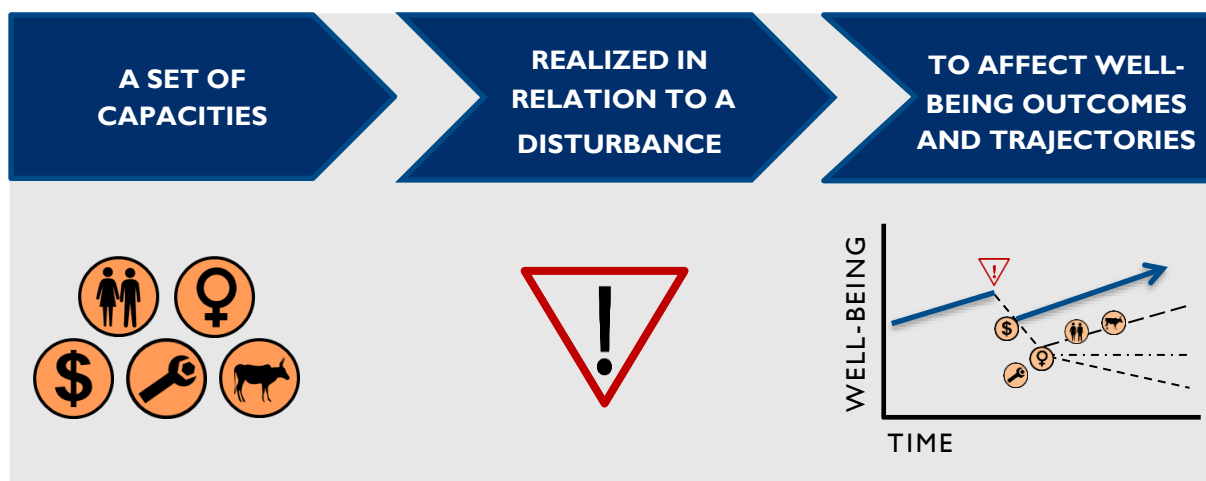 A SET OF
CAPACITIES
REALIZED IN
RELATION TO A
DISTURBANCE
TO AFFECT WELL-
BEING OUTCOMES
AND TRAJECTORIES
$
!
WELL-BEING
!
$
TIME